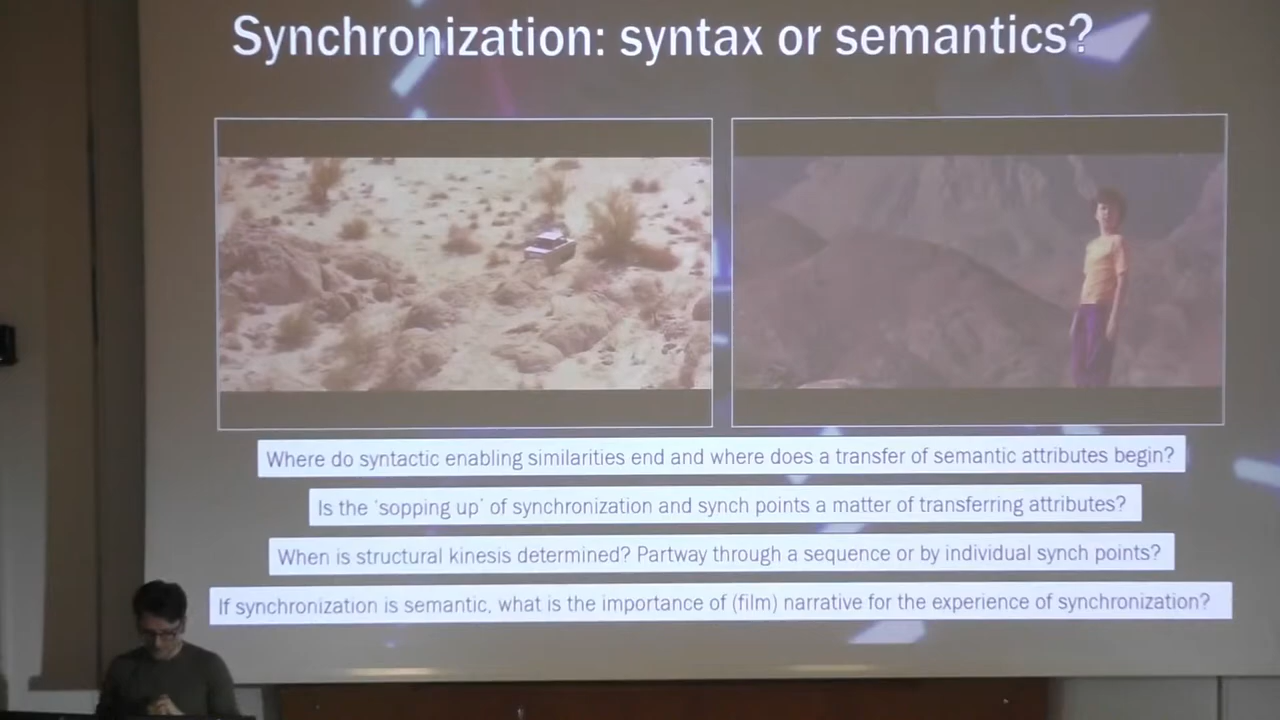 Synchronization: syntax or semantics?
Where do syntactic enabling similarities end and where does a transfer of semantic attributes begin?
Is the 'sopping up' of synchronization and synch points a matter of transferring attributes?
When is structural kinesis determined? Partway through a sequence or by individual synch points?
If synchronization is semantic, what is the importance of (film) narrative for the experience of synchronization?